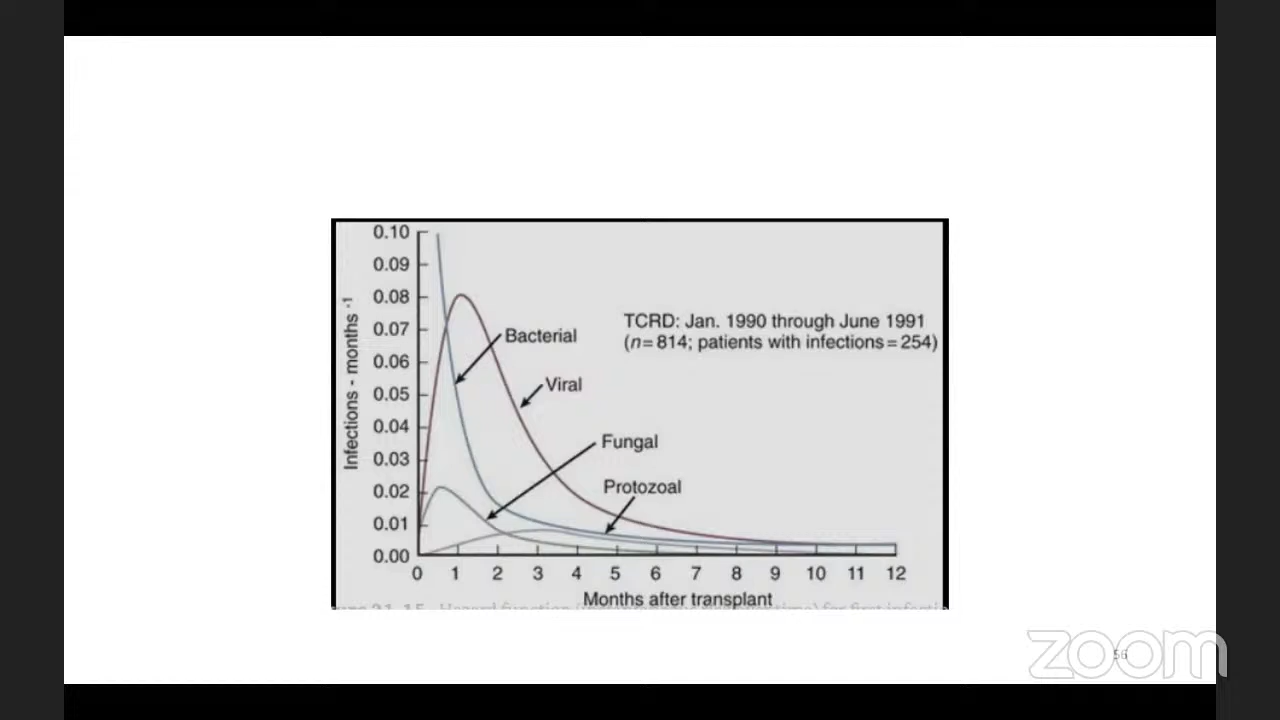 0.10
0.09
0.08
0.07
0.06
0.05
0.04
0.03
0.02
0.01
0.00
Infections - months -1
TCRD: Jan. 1990 through June 1991
(n=814; patients with infections=254)
Bacterial
Viral
Fungal
Protozoal
0 1 2 3 4 5 6 7 8 9 10 11 12
Months after transplant
zoom
56